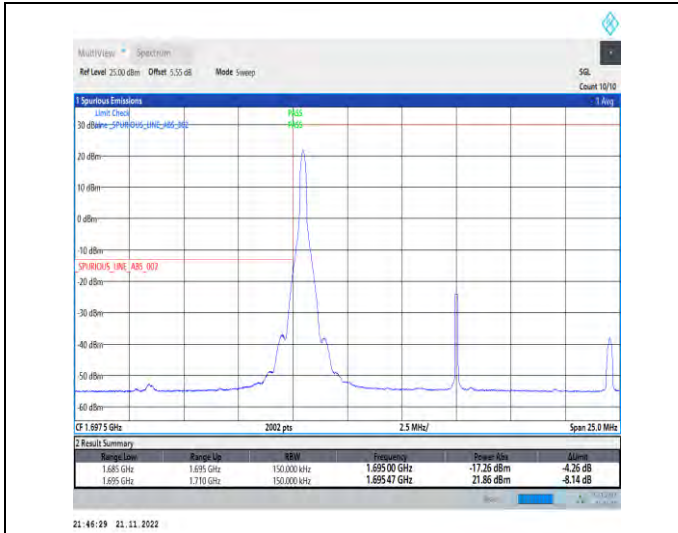 MultiView Spectrum
Ref Level 25.00 dBm Offset 5.55 dB Mode Sweep SGL
Count 10/10
1 Spurious Emissions 1 Avg
Limit Check PASS
30 dBm Line _SPURIOUS_LINE_ABS_002 PASS
20 dBm
10 dBm
0 dBm
-10 dBm
_SPURIOUS_LINE_ABS_002
-20 dBm
-30 dBm
-40 dBm
-50 dBm
-60 dBm
CF 1.697 5 GHz 2002 pts 2.5 MHz/ Span 25.0 MHz
2 Result Summary
Range Low Range Up RBW Frequency Power Abs ΔLimit
1.685 GHz 1.695 GHz 150.000 kHz 1.695 00 GHz -17.26 dBm -4.26 dB
1.695 GHz 1.710 GHz 150.000 kHz 1.695 47 GHz 21.86 dBm -8.14 dB
21:46:29 21.11.2022